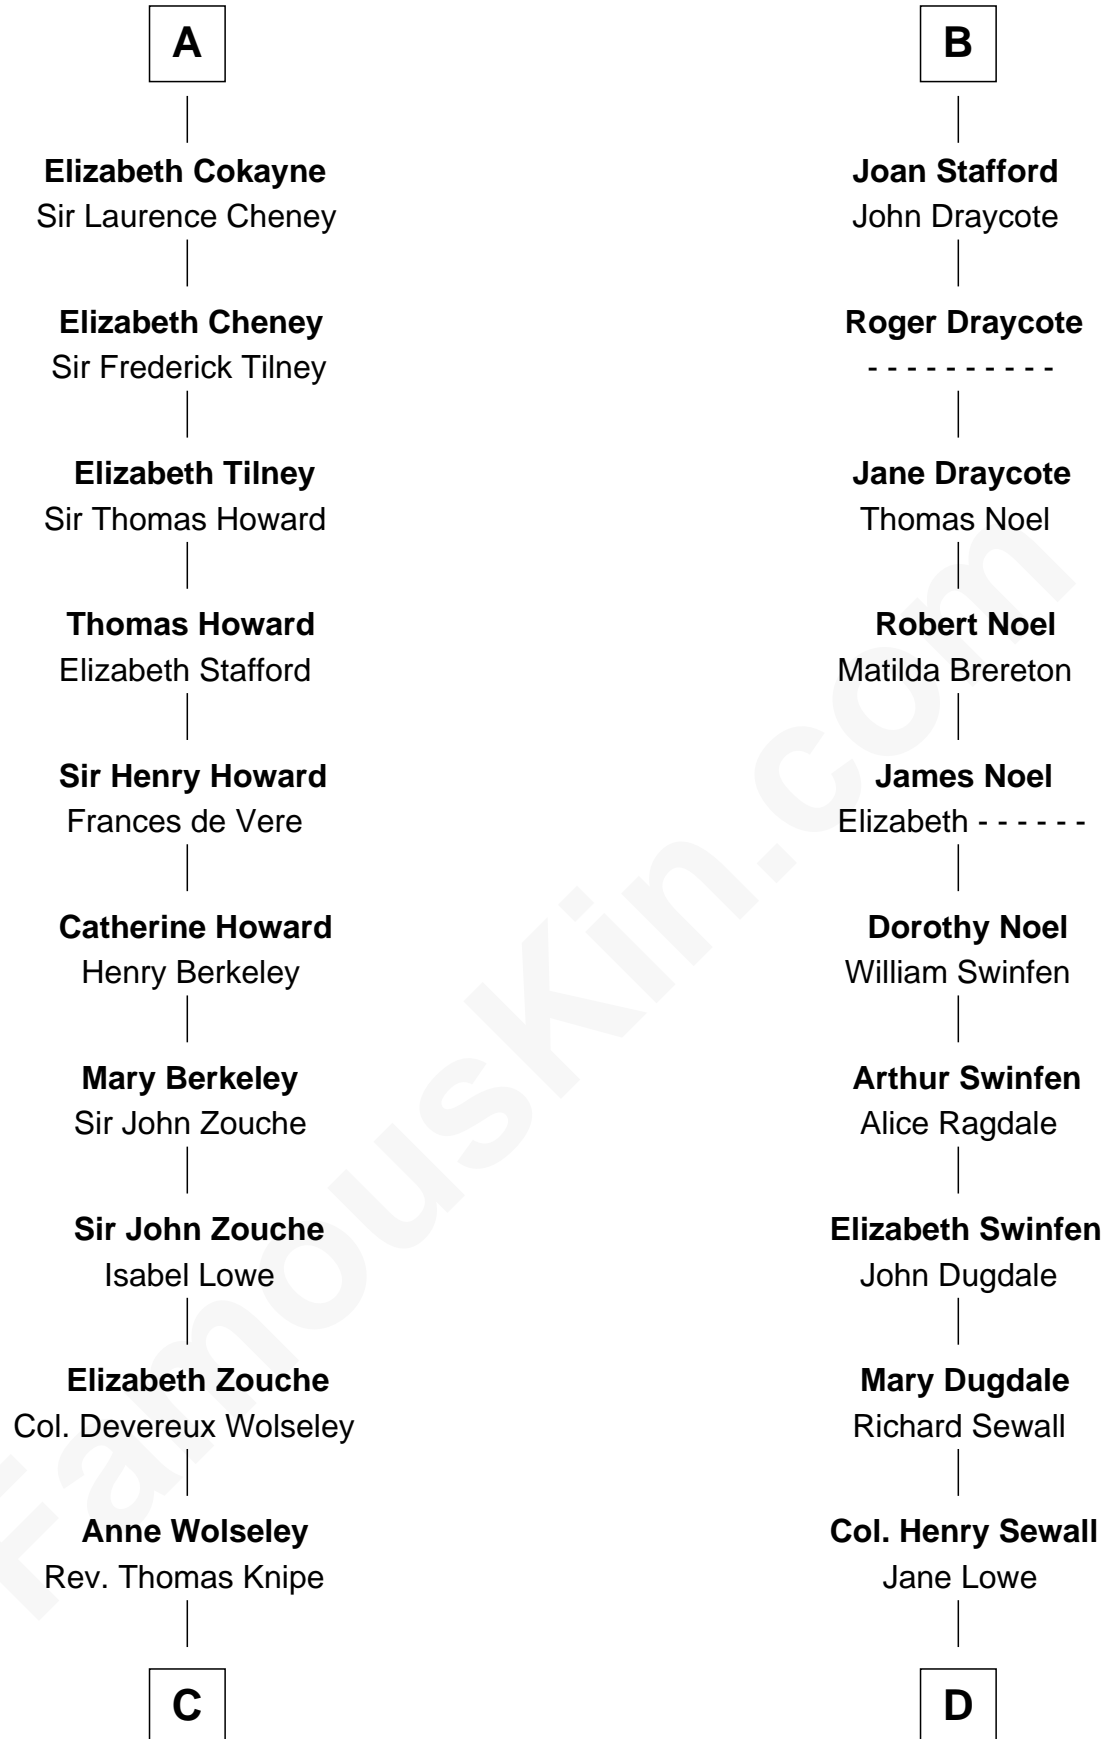 A
Elizabeth Cokayne
Sir Laurence Cheney
Elizabeth Cheney
Sir Frederick Tilney
Elizabeth Tilney
Sir Thomas Howard
Thomas Howard
Elizabeth Stafford
Sir Henry Howard
Frances de Vere
Catherine Howard
Henry Berkeley
Mary Berkeley
Sir John Zouche
Sir John Zouche
Isabel Lowe
Elizabeth Zouche
Col. Devereux Wolseley
Anne Wolseley
Rev. Thomas Knipe
C
B
Joan Stafford
John Draycote
Roger Draycote
- - - - - - - - - -
Jane Draycote
Thomas Noel
Robert Noel
Matilda Brereton
James Noel
Elizabeth - - - - - -
Dorothy Noel
William Swinfen
Arthur Swinfen
Alice Ragdale
Elizabeth Swinfen
John Dugdale
Mary Dugdale
Richard Sewall
Col. Henry Sewall
Jane Lowe
D
FamousKin.com